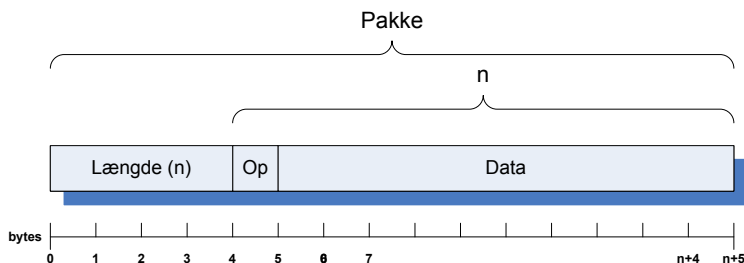 Pakke
n
Længde (n) Op Data
bytes
0 1 2 3 4 5 6 7 n+4 n+5